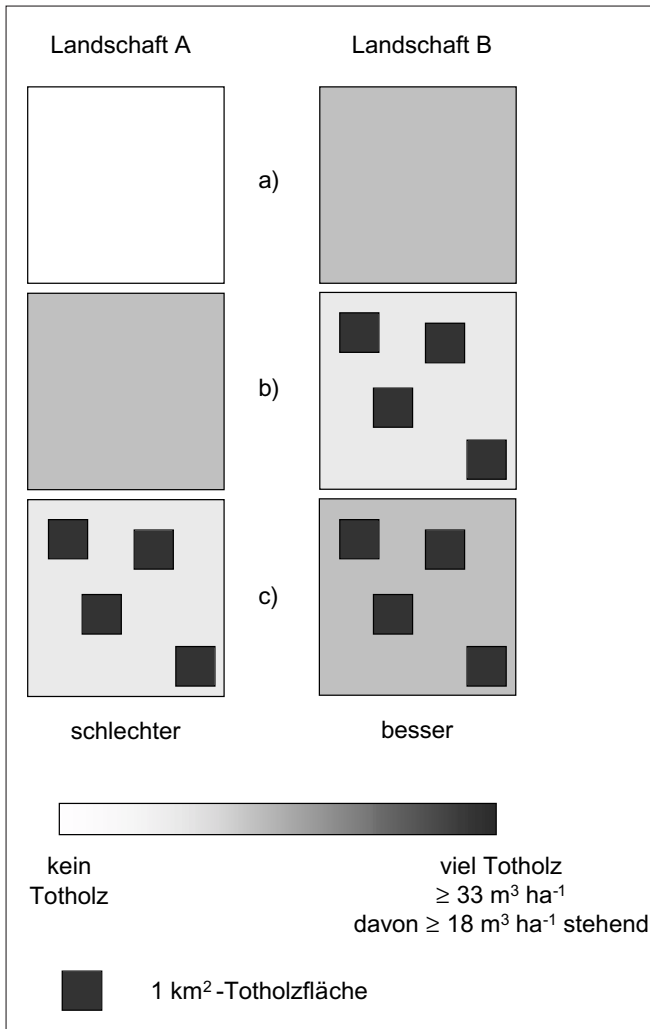 Landschaft A
Landschaft B
a)
b)
c)
schlechter
besser
kein
Totholz
viel Totholz
≥ 33 m³ ha⁻¹
davon ≥ 18 m³ ha⁻¹ stehend
1 km² -Totholzfläche